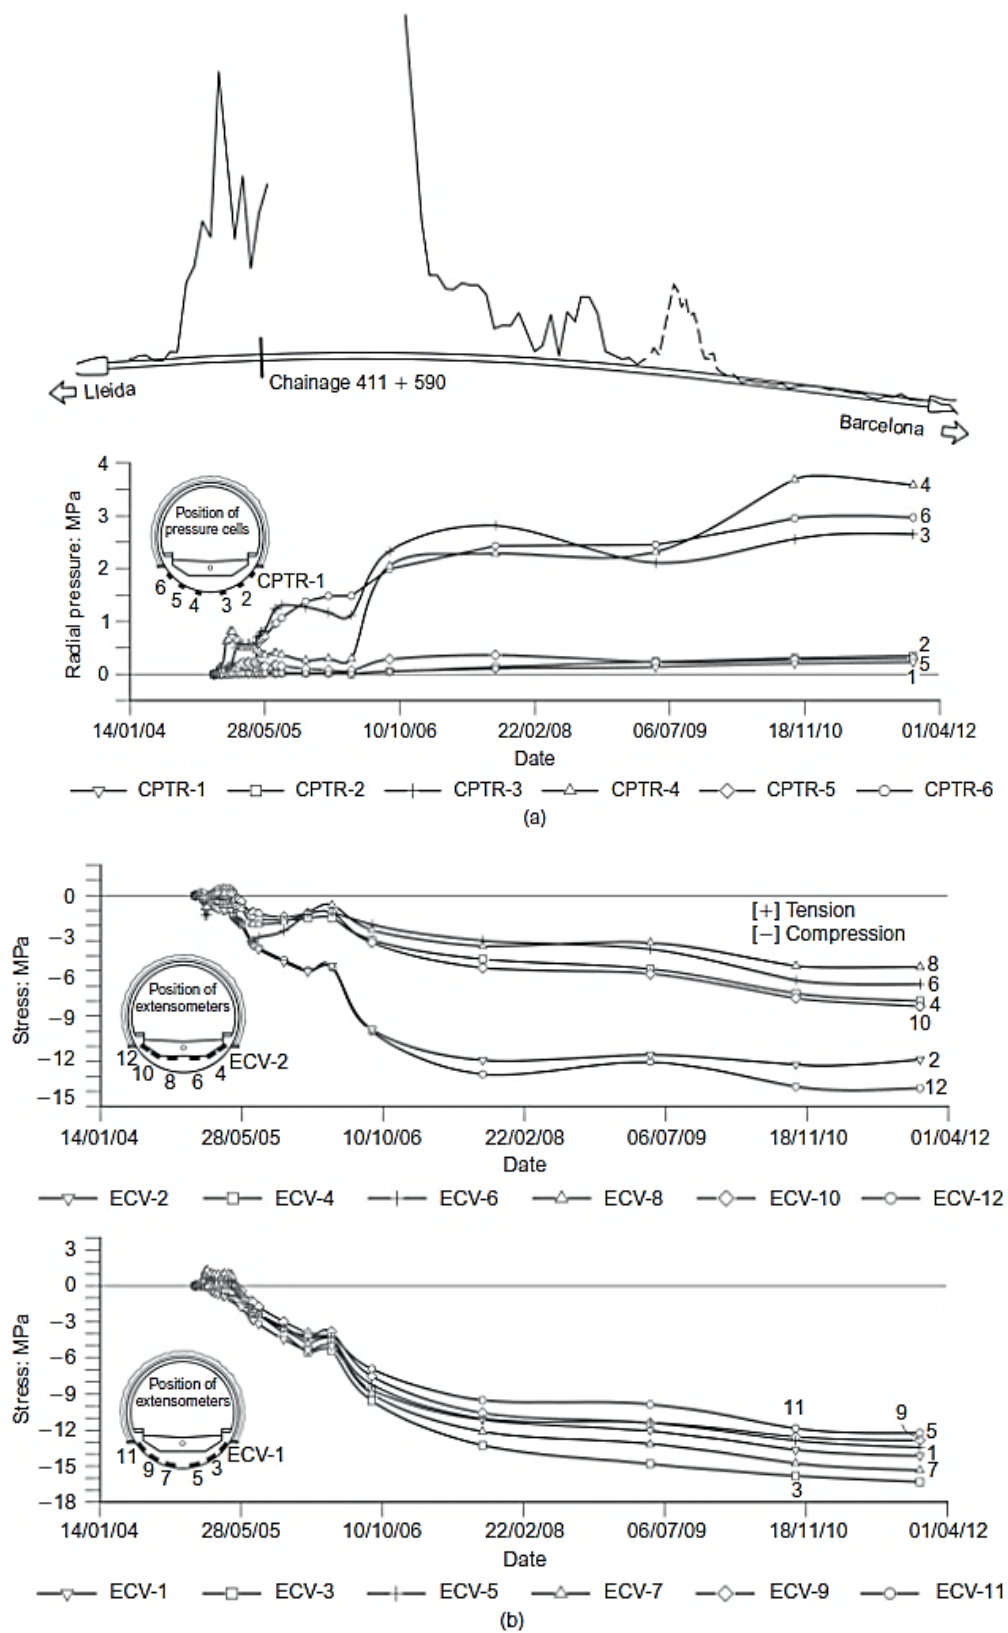 Lleida
Chainage 411 + 590
Barcelona
Radial pressure: MPa
4
3
2
1
0
Position of
pressure cells
CPTR-1
6 5 4 3 2
4
6
3
2
5
1
14/01/04 28/05/05 10/10/06 22/02/08 06/07/09 18/11/10 01/04/12
Date
CPTR-1 CPTR-2 CPTR-3 CPTR-4 CPTR-5 CPTR-6
(a)
Stress: MPa
0
−3
−6
−9
−12
−15
[+] Tension
[−] Compression
Position of
extensometers
ECV-2
12 10 8 6 4
8
6
4
10
2
12
14/01/04 28/05/05 10/10/06 22/02/08 06/07/09 18/11/10 01/04/12
Date
ECV-2 ECV-4 ECV-6 ECV-8 ECV-10 ECV-12
Stress: MPa
3
0
−3
−6
−9
−12
−15
−18
Position of
extensometers
ECV-1
11 9 7 5 3
11
9
5
1
7
3
14/01/04 28/05/05 10/10/06 22/02/08 06/07/09 18/11/10 01/04/12
Date
ECV-1 ECV-3 ECV-5 ECV-7 ECV-9 ECV-11
(b)